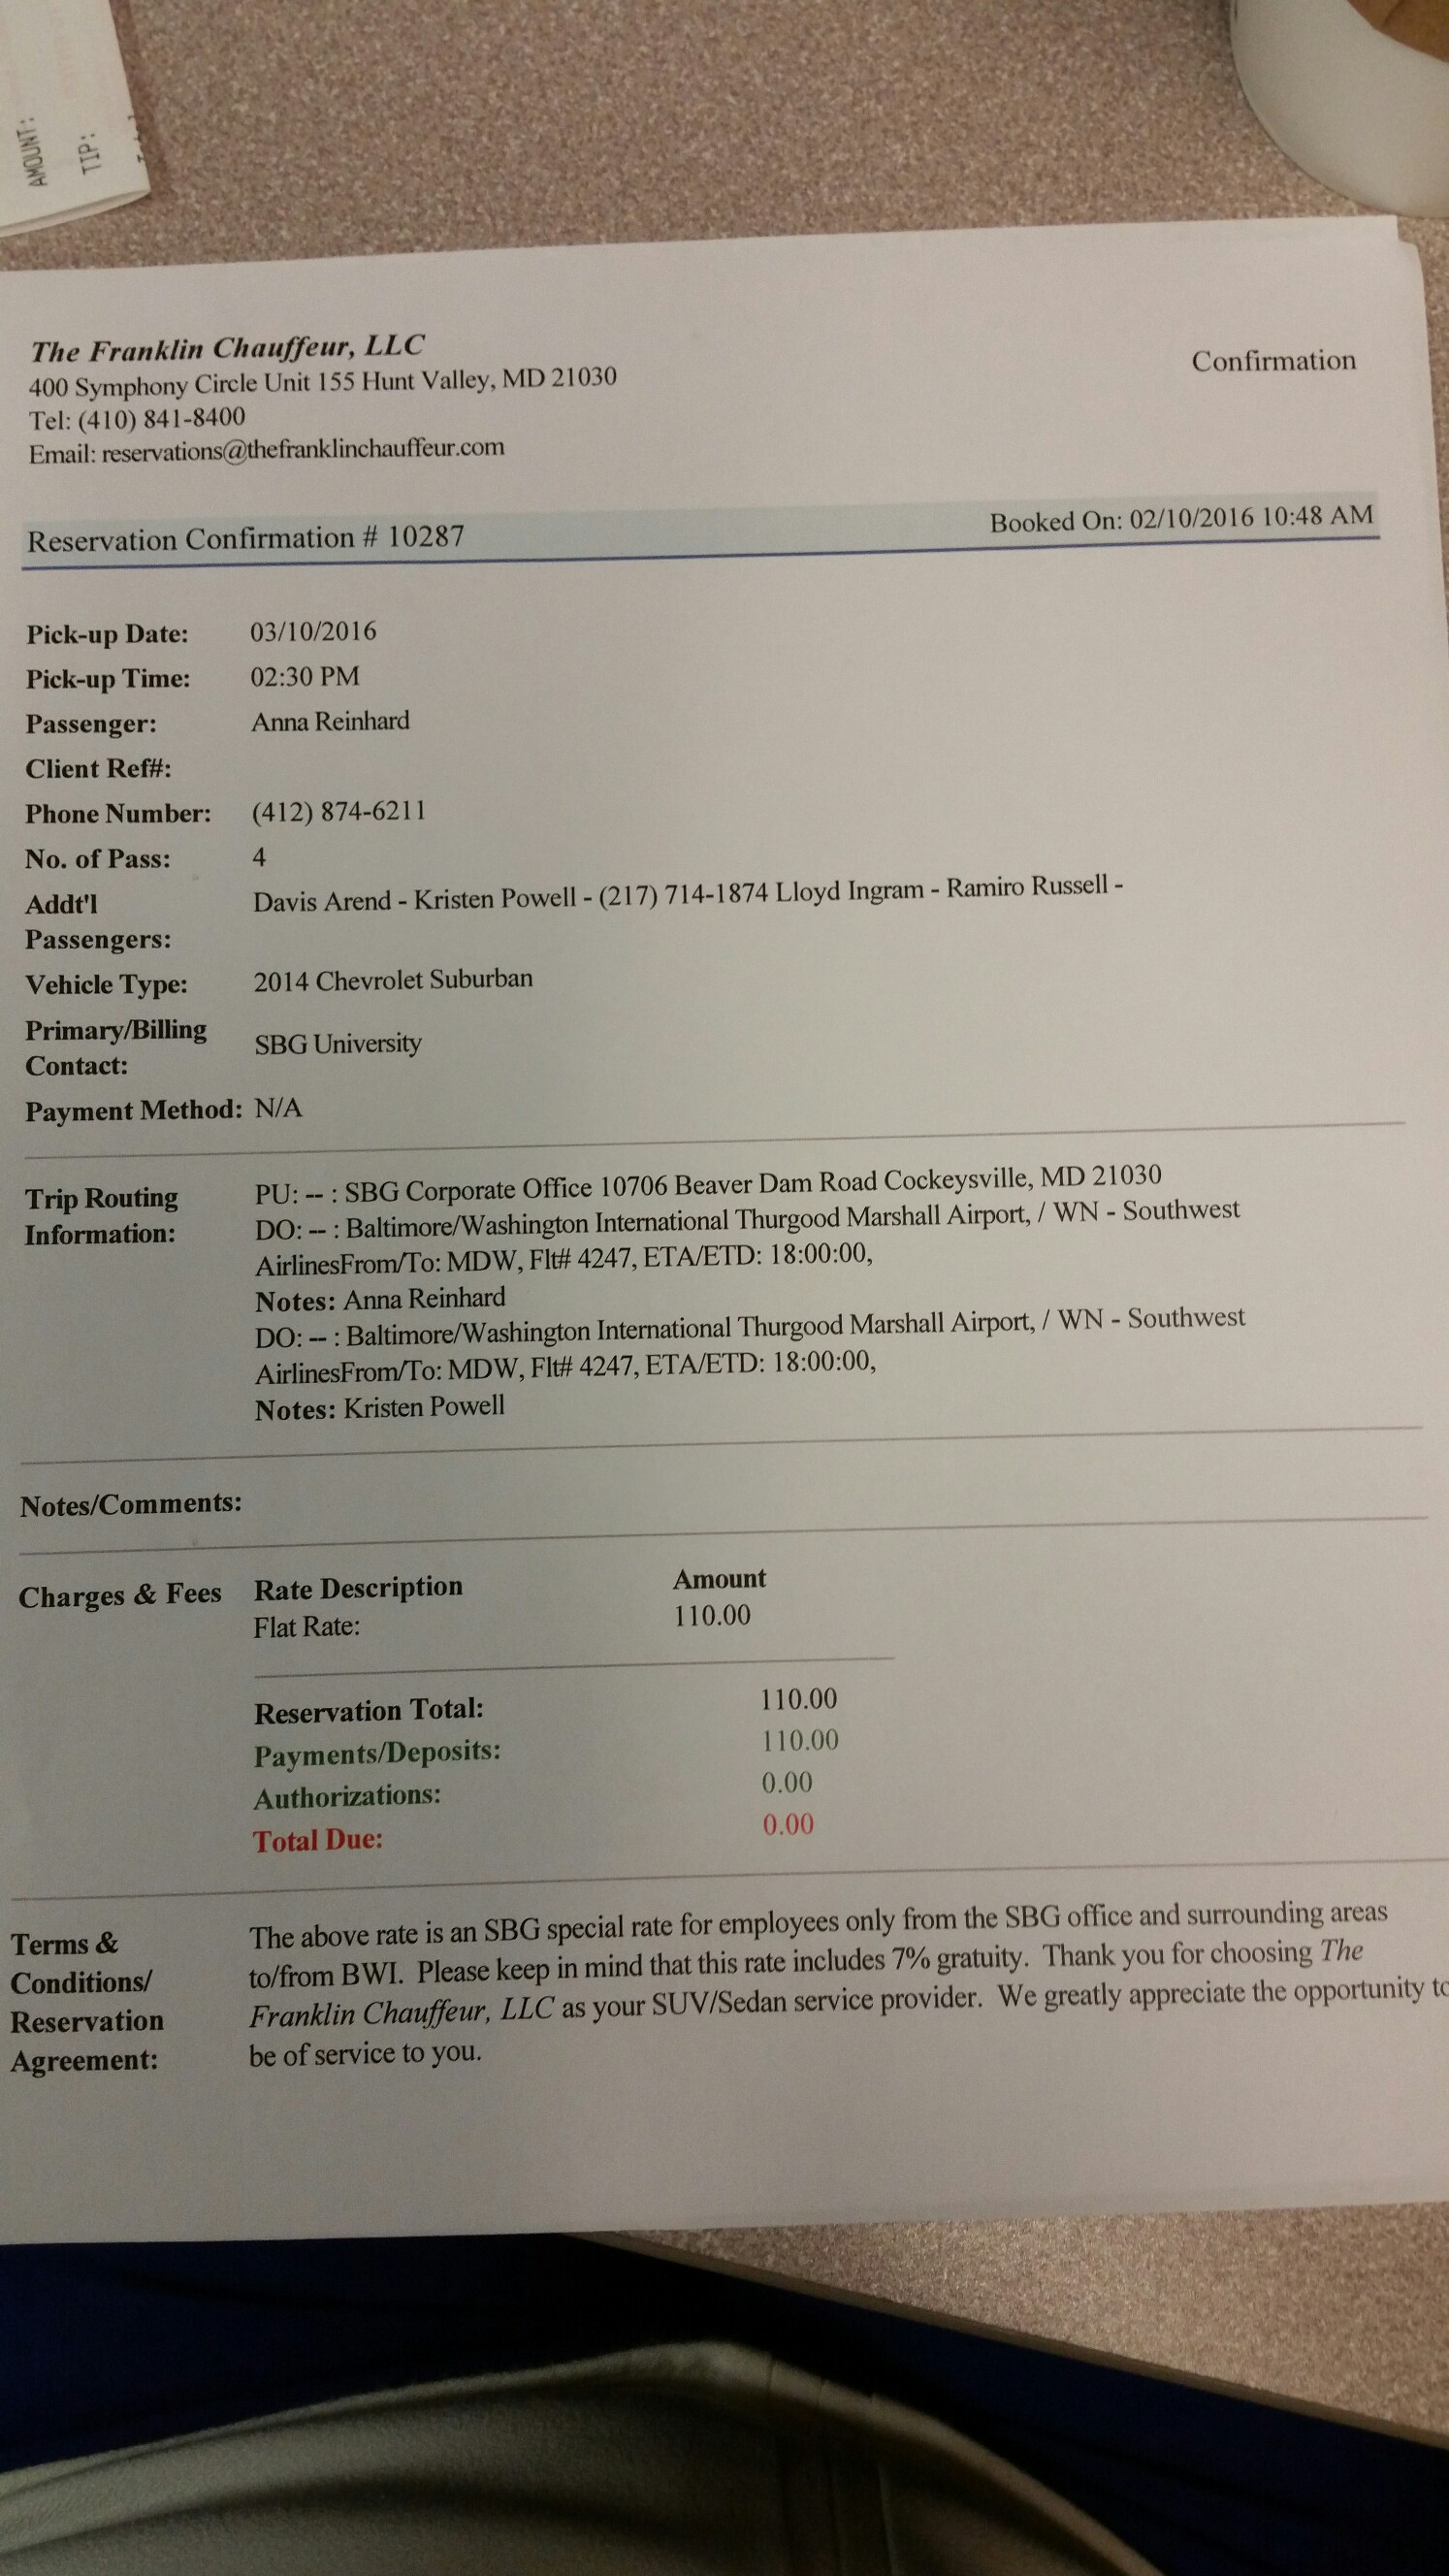 AMOUNT:
TIP:
The Franklin Chauffeur, LLC
400 Symphony Circle Unit 155 Hunt Valley, MD 21030
Tel: (410) 841-8400
Email: reservations@thefranklinchauffeur.com
Confirmation
Reservation Confirmation # 10287
Booked On: 02/10/2016 10:48 AM
Pick-up Date: 03/10/2016
Pick-up Time: 02:30 PM
Passenger: Anna Reinhard
Client Ref#:
Phone Number: (412) 874-6211
No. of Pass: 4
Addt'l Davis Arend - Kristen Powell - (217) 714-1874 Lloyd Ingram - Ramiro Russell -
Passengers:
Vehicle Type: 2014 Chevrolet Suburban
Primary/Billing
Contact: SBG University
Payment Method: N/A
Trip Routing PU: -- : SBG Corporate Office 10706 Beaver Dam Road Cockeysville, MD 21030
Information: DO: -- : Baltimore/Washington International Thurgood Marshall Airport, / WN - Southwest
AirlinesFrom/To: MDW, Flt# 4247, ETA/ETD: 18:00:00,
Notes: Anna Reinhard
DO: -- : Baltimore/Washington International Thurgood Marshall Airport, / WN - Southwest
AirlinesFrom/To: MDW, Flt# 4247, ETA/ETD: 18:00:00,
Notes: Kristen Powell
Notes/Comments:
Charges & Fees Rate Description Amount
Flat Rate: 110.00
Reservation Total: 110.00
Payments/Deposits: 110.00
Authorizations: 0.00
Total Due: 0.00
Terms & The above rate is an SBG special rate for employees only from the SBG office and surrounding areas
Conditions/ to/from BWI. Please keep in mind that this rate includes 7% gratuity. Thank you for choosing The
Reservation Franklin Chauffeur, LLC as your SUV/Sedan service provider. We greatly appreciate the opportunity to
Agreement: be of service to you.